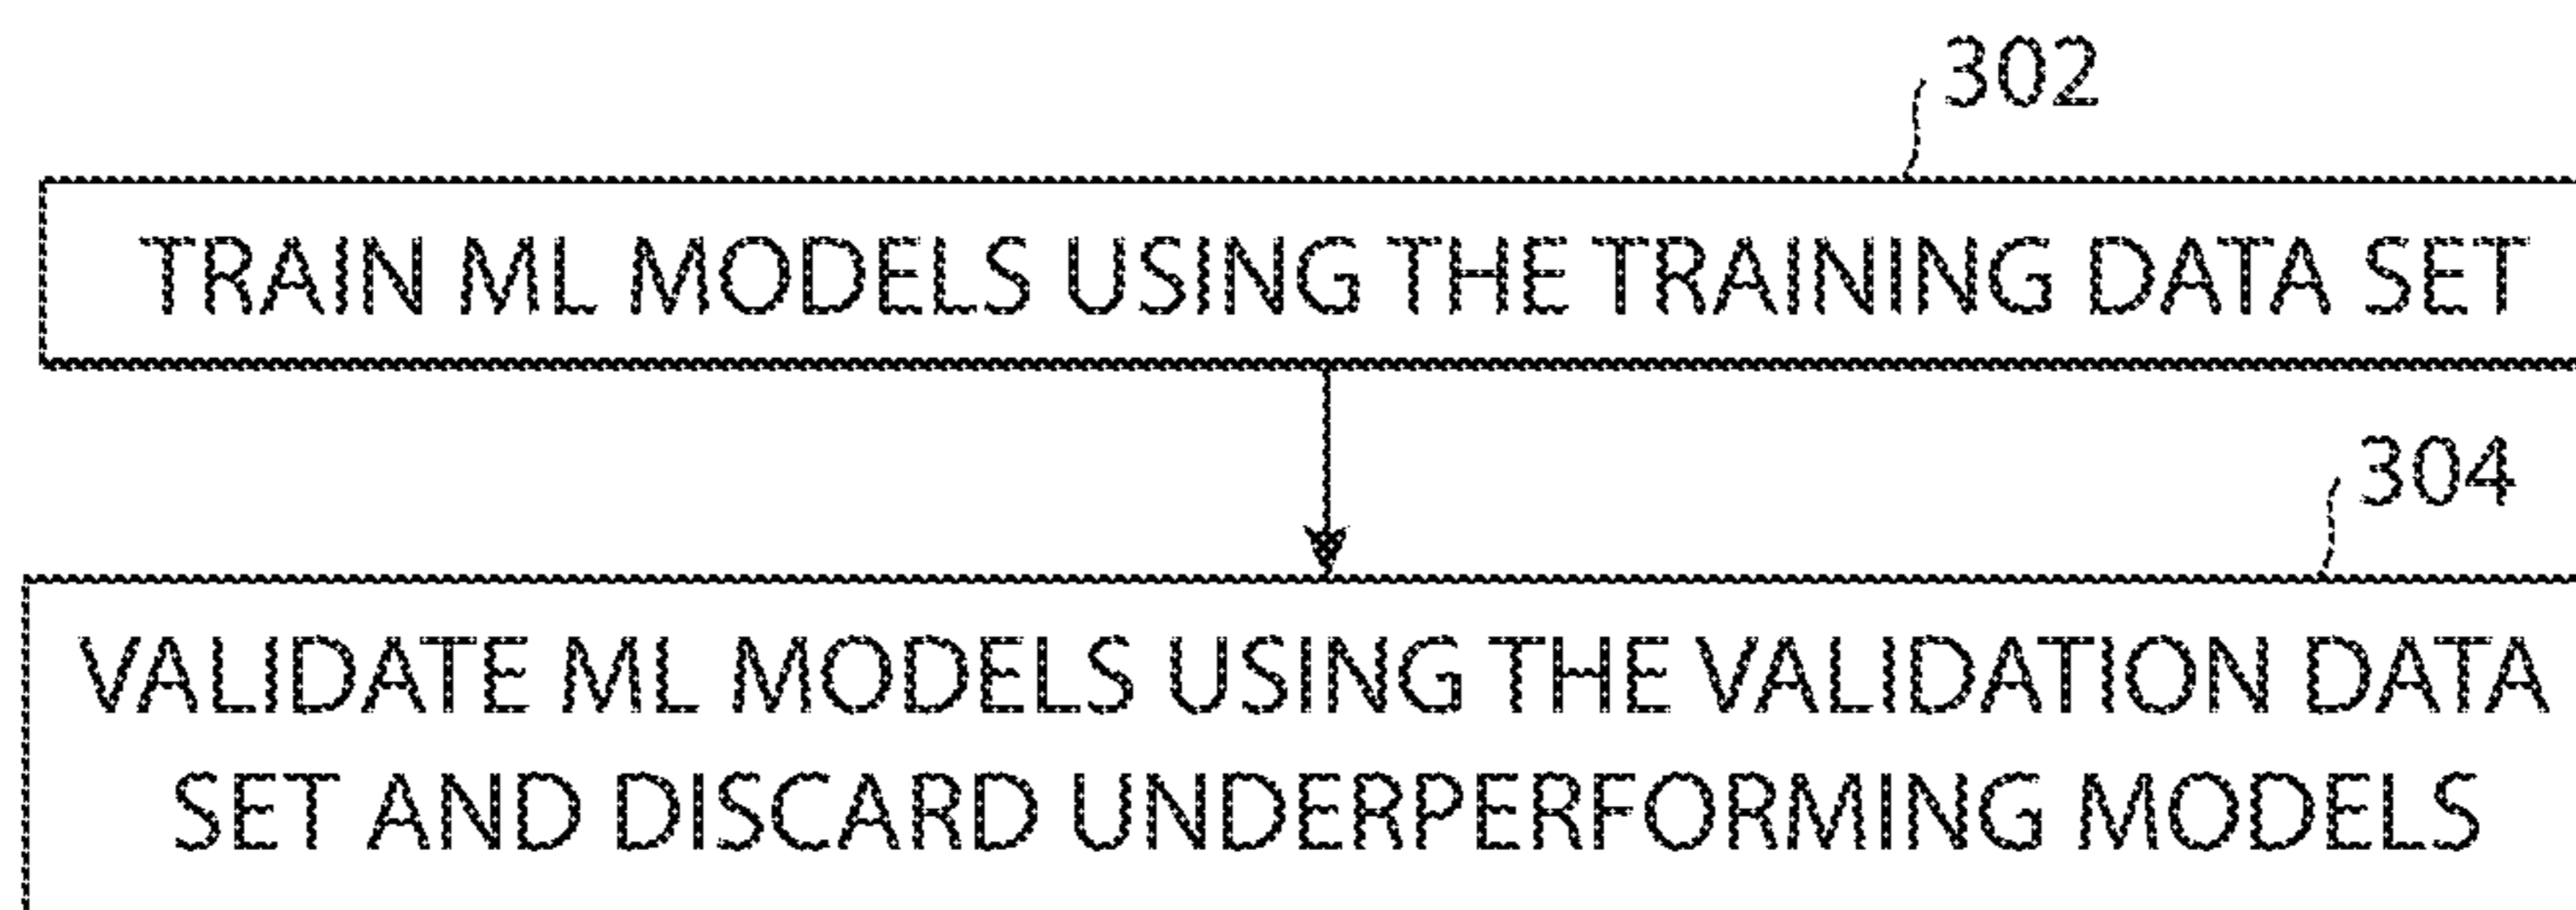 302
TRAIN ML MODELS USING THE TRAINING DATA SET
304
VALIDATE ML MODELS USING THE VALIDATION DATA
SET AND DISCARD UNDERPERFORMING MODELS